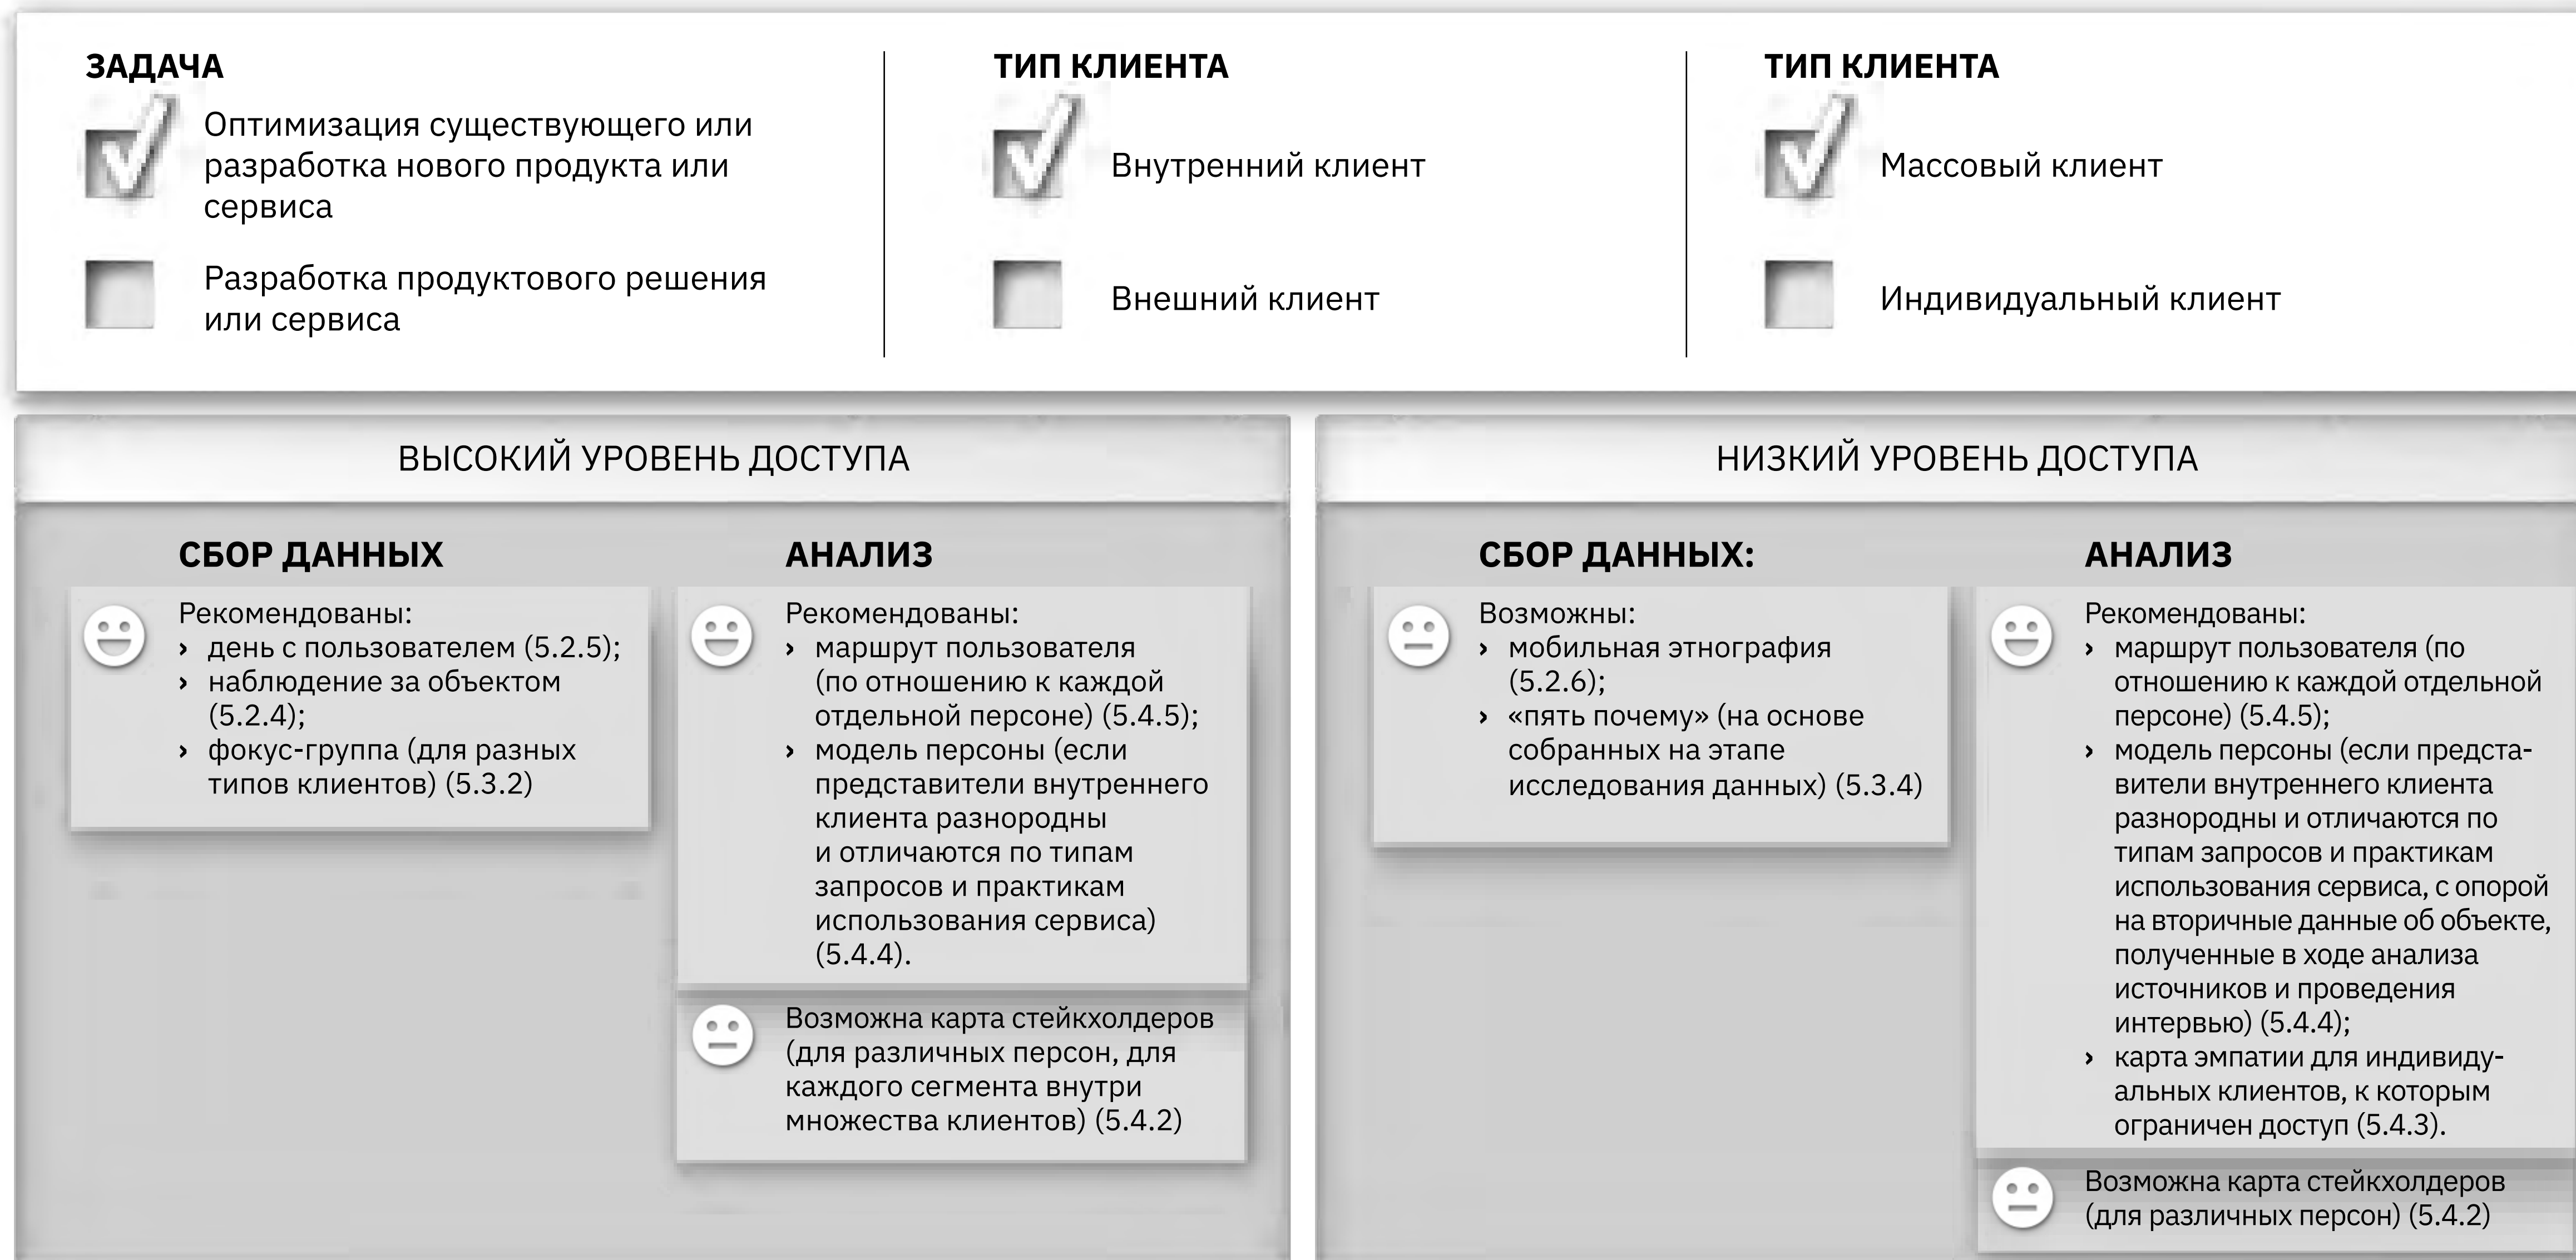 ЗАДАЧА
Оптимизация существующего или
разработка нового продукта или
сервиса
Разработка продуктового решения
или сервиса
ТИП КЛИЕНТА
Внутренний клиент
Внешний клиент
ТИП КЛИЕНТА
Массовый клиент
Индивидуальный клиент
ВЫСОКИЙ УРОВЕНЬ ДОСТУПА
СБОР ДАННЫХ
Рекомендованы:
› день с пользователем (5.2.5);
› наблюдение за объектом
(5.2.4);
› фокус-группа (для разных
типов клиентов) (5.3.2)
АНАЛИЗ
Рекомендованы:
› маршрут пользователя
(по отношению к каждой
отдельной персоне) (5.4.5);
› модель персоны (если
представители внутреннего
клиента разнородны
и отличаются по типам
запросов и практикам
использования сервиса)
(5.4.4).
Возможна карта стейкхолдеров
(для различных персон, для
каждого сегмента внутри
множества клиентов) (5.4.2)
НИЗКИЙ УРОВЕНЬ ДОСТУПА
СБОР ДАННЫХ:
Возможны:
› мобильная этнография
(5.2.6);
› «пять почему» (на основе
собранных на этапе
исследования данных) (5.3.4)
АНАЛИЗ
Рекомендованы:
› маршрут пользователя (по
отношению к каждой отдельной
персоне) (5.4.5);
› модель персоны (если предста-
вители внутреннего клиента
разнородны и отличаются по
типам запросов и практикам
использования сервиса, с опорой
на вторичные данные об объекте,
полученные в ходе анализа
источников и проведения
интервью) (5.4.4);
› карта эмпатии для индивиду-
альных клиентов, к которым
ограничен доступ (5.4.3).
Возможна карта стейкхолдеров
(для различных персон) (5.4.2)